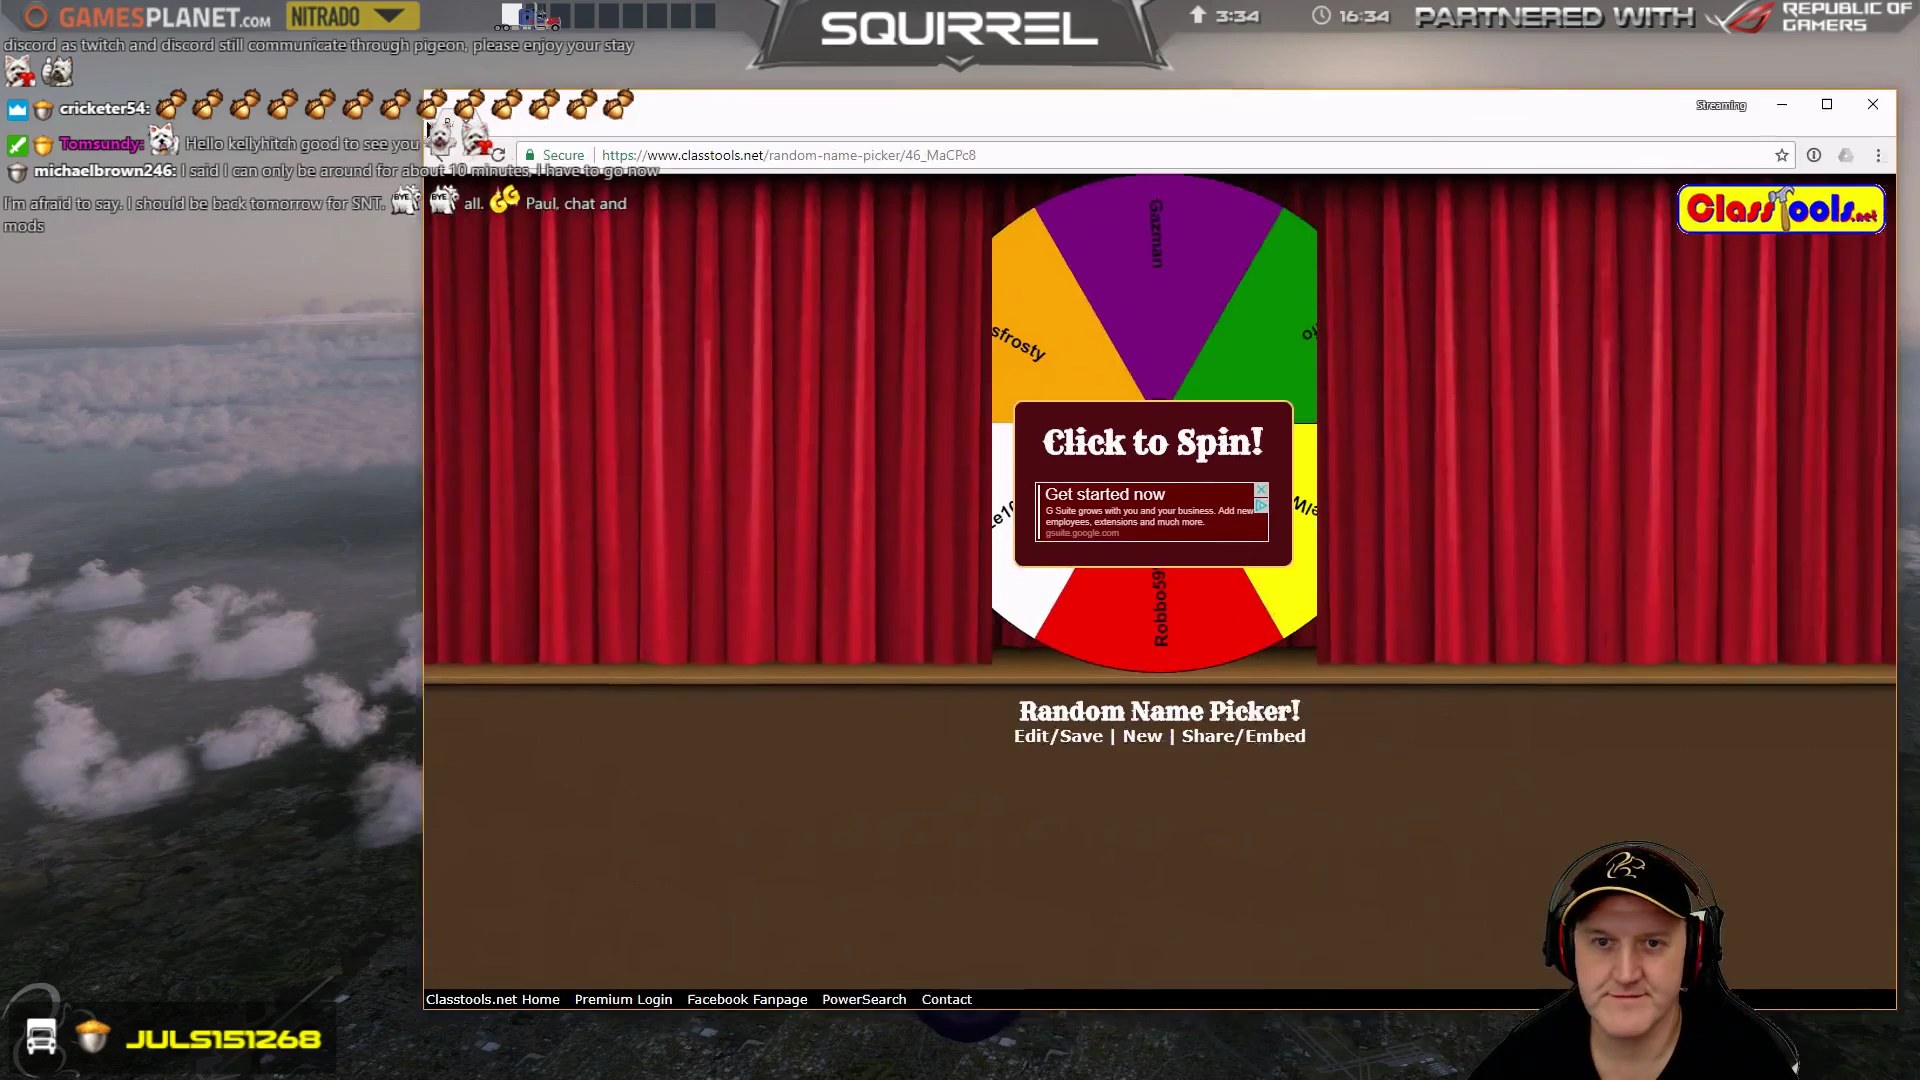 GAMESPLANET.COM
NITRADO
SQUIRREL
3:34
16:34
PARTNERED WITH
REPUBLIC OF
GAMERS
discord as twitch and discord still communicate through pigeon, please enjoy your stay
cricketer54:
Tomsundy: Hello kellyhitch good to see you
michaelbrown246: I said I can only be around for about 10 minutes, I have to go now
I'm afraid to say. I should be back tomorrow for SNT. BYE BYE all. GG Paul, chat and
mods
Streaming
Secure
https://www.classtools.net/random-name-picker/46_MaCPc8
ClassTools.net
Gazman
sfrosty
Click to Spin!
Get started now
G Suite grows with you and your business. Add new
employees, extensions and much more.
gsuite.google.com
Robbo59
Random Name Picker!
Edit/Save | New | Share/Embed
Classtools.net Home
Premium Login
Facebook Fanpage
PowerSearch
Contact
JULS151268